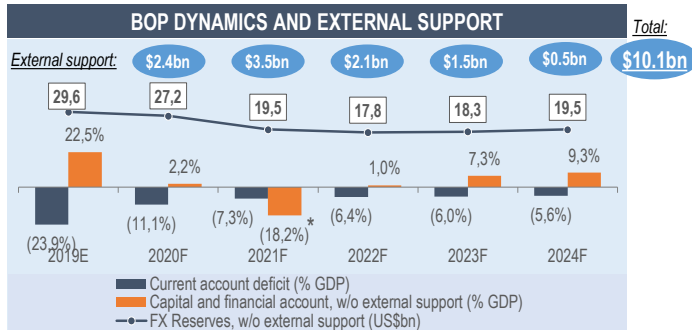 BOP DYNAMICS AND EXTERNAL SUPPORT
Total:
External support: $2.4bn $3.5bn $2.1bn $1.5bn $0.5bn $10.1bn
29,6 27,2 19,5 17,8 18,3 19,5
22,5% 2,2% 1,0% 7,3% 9,3%
(23,9%) (11,1%) (7,3%) (18,2%) * (6,4%) (6,0%) (5,6%)
2019E 2020F 2021F 2022F 2023F 2024F
Current account deficit (% GDP)
Capital and financial account, w/o external support (% GDP)
FX Reserves, w/o external support (US$bn)